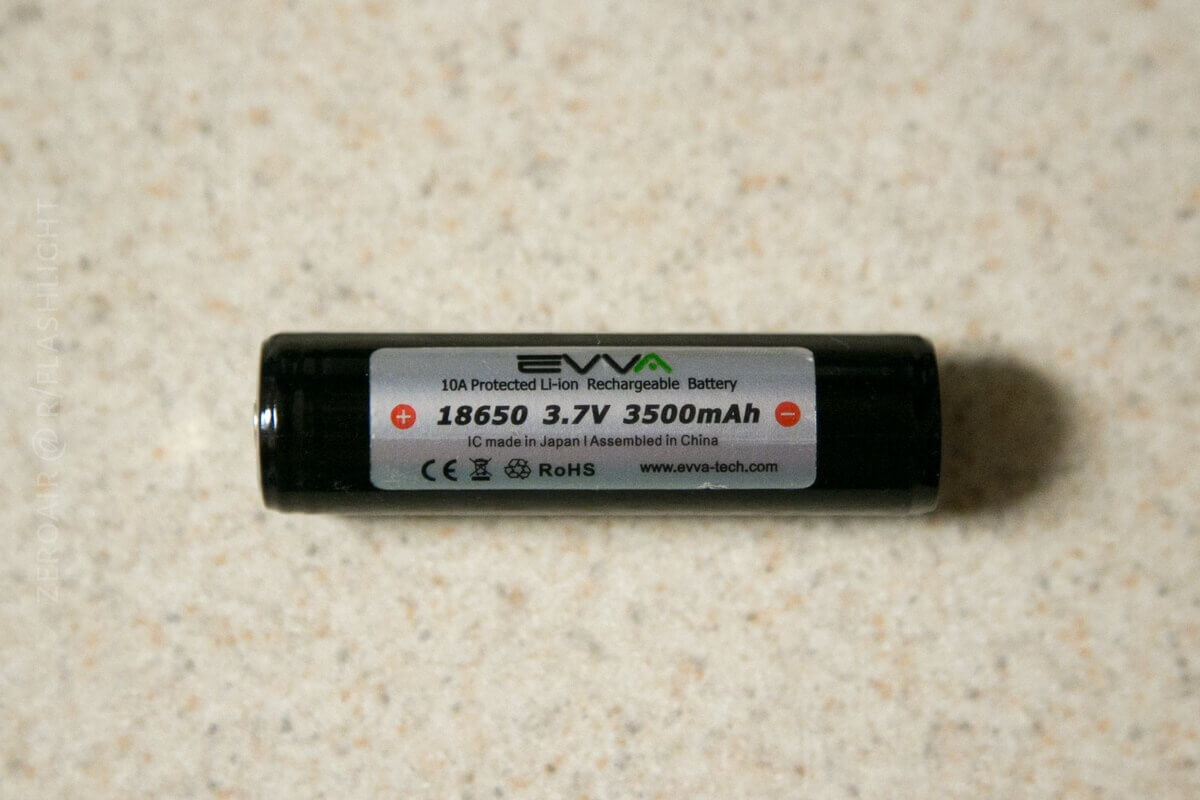 EVVA
10A Protected Li-ion Rechargeable Battery
+ 18650 3.7V 3500mAh -
IC made in Japan I Assembled in China
CE RoHS www.evva-tech.com
ZEROAIR @ R/FLASHLIGHT